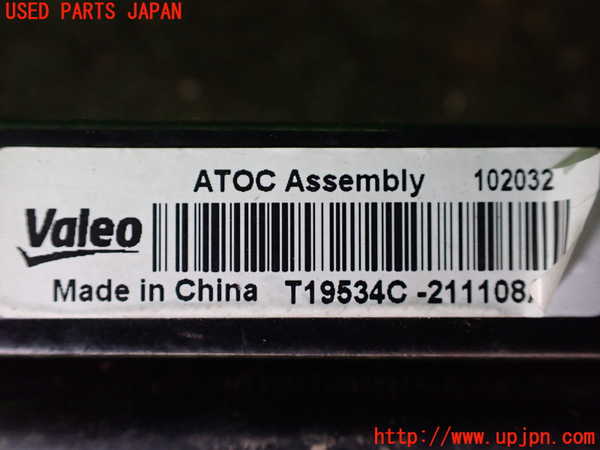 USED PARTS JAPAN
ATOC Assembly 102032
Valeo
Made in China T19534C -211108
http://www.upjpn.com/